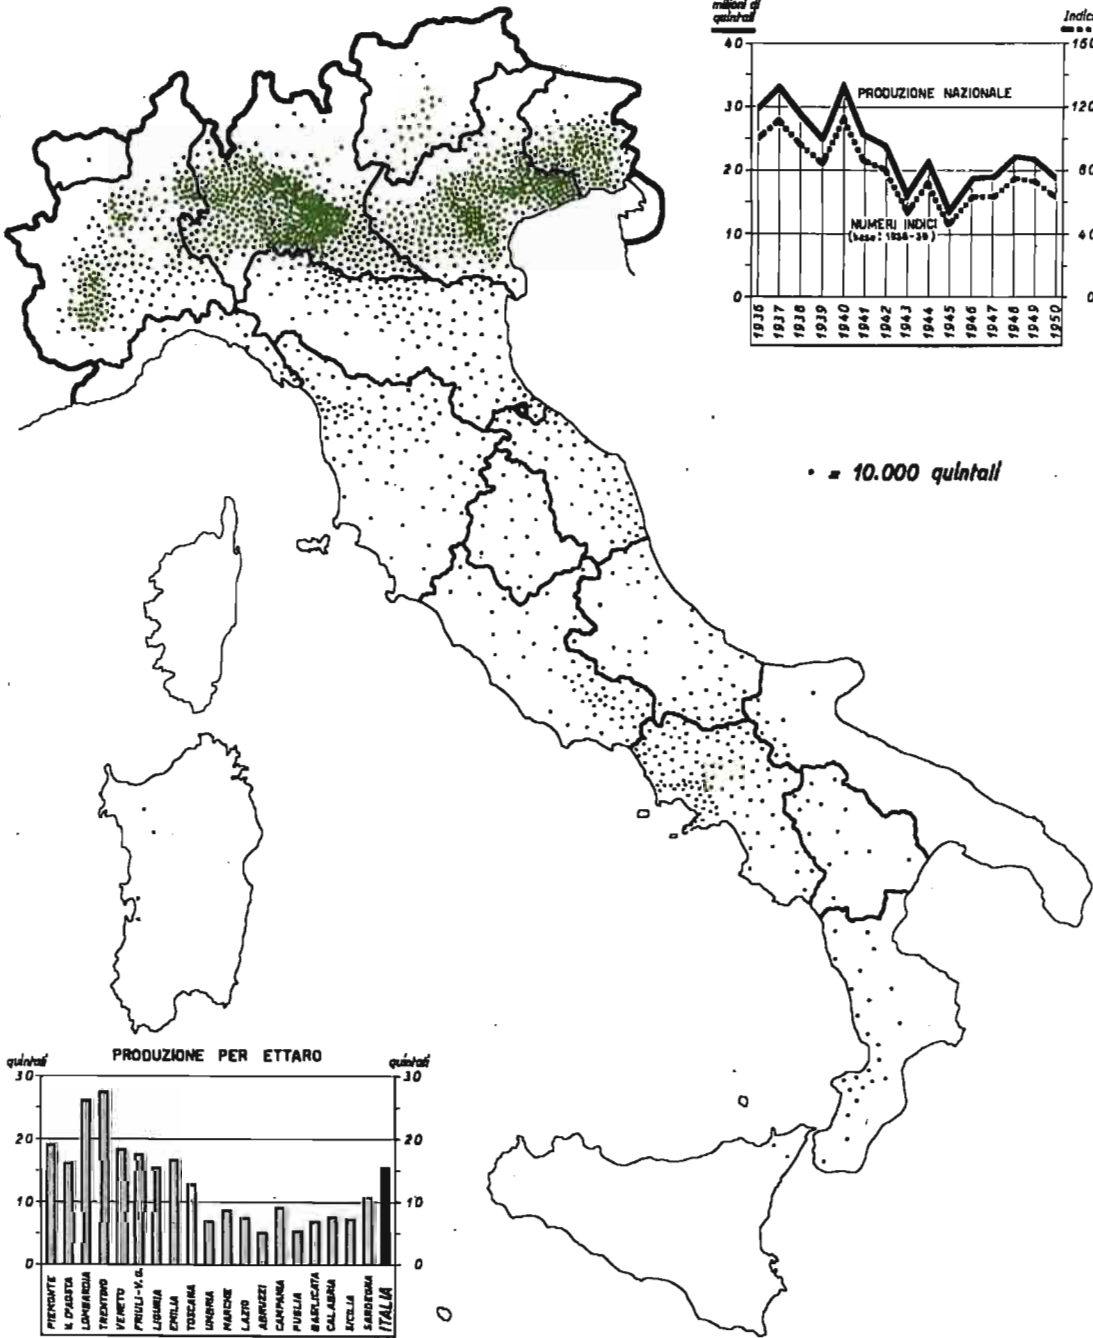 milioni di
quintali
Indici
40
30
20
10
0
160
120
80
40
0
PRODUZIONE NAZIONALE
NUMERI INDICI
(base: 1936-39)
1936
1937
1938
1939
1940
1941
1942
1943
1944
1945
1946
1947
1948
1949
1950
• = 10.000 quintali
PRODUZIONE PER ETTARO
quintali
quintali
30
20
10
0
30
20
10
0
PIEMONTE
V. D'AOSTA
LOMBARDIA
TRENTINO
VENETO
FRIULI-V.G.
LIGURIA
EMILIA
TOSCANA
UMBRIA
MARCHE
LAZIO
ABRUZZI
CAMPANIA
PUGLIA
BASILICATA
CALABRIA
SICILIA
SARDEGNA
ITALIA